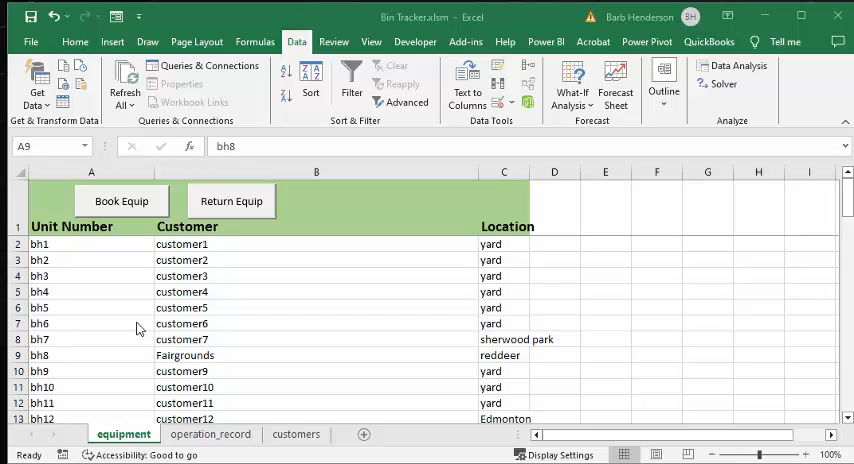 Bin Tracker.xlsm - Excel
Barb Henderson BH
File Home Insert Draw Page Layout Formulas Data Review View Developer Add-ins Help Power BI Acrobat Power Pivot QuickBooks Tell me
Get Data
Get & Transform Data
Refresh All
Queries & Connections
Properties
Workbook Links
Queries & Connections
Sort
Filter
Clear
Reapply
Advanced
Sort & Filter
Text to Columns
Data Tools
What-If Analysis
Forecast Sheet
Forecast
Outline
Data Analysis
Solver
Analyze
A9 fx bh8
A B C D E F G H I
Book Equip Return Equip
1 Unit Number Customer Location
2 bh1 customer1 yard
3 bh2 customer2 yard
4 bh3 customer3 yard
5 bh4 customer4 yard
6 bh5 customer5 yard
7 bh6 customer6 yard
8 bh7 customer7 sherwood park
9 bh8 Fairgrounds reddeer
10 bh9 customer9 yard
11 bh10 customer10 yard
12 bh11 customer11 yard
13 bh12 customer12 Edmonton
equipment operation_record customers
Ready Accessibility: Good to go Display Settings 100%